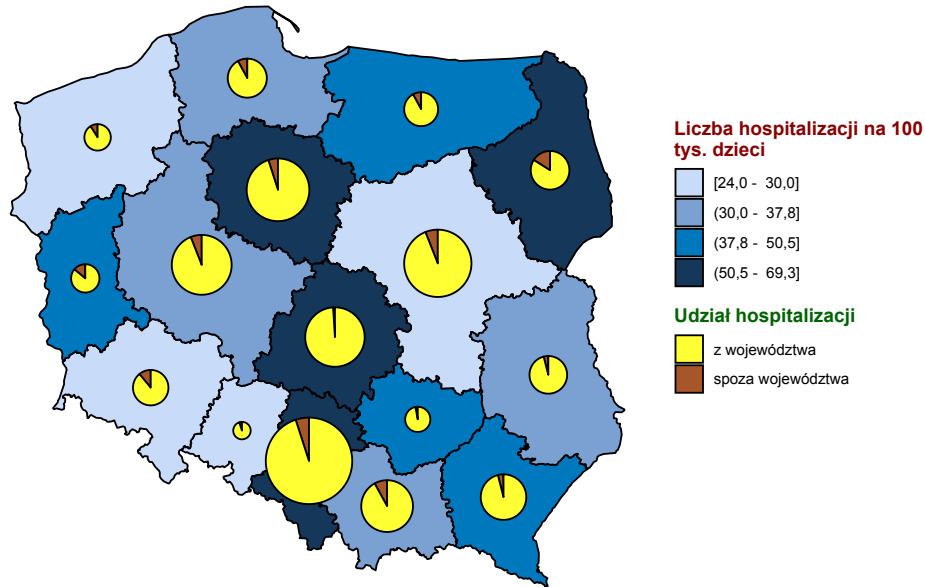 Liczba hospitalizacji na 100
tys. dzieci
[24,0 - 30,0]
(30,0 - 37,8]
(37,8 - 50,5]
(50,5 - 69,3]
Udział hospitalizacji
z województwa
spoza województwa